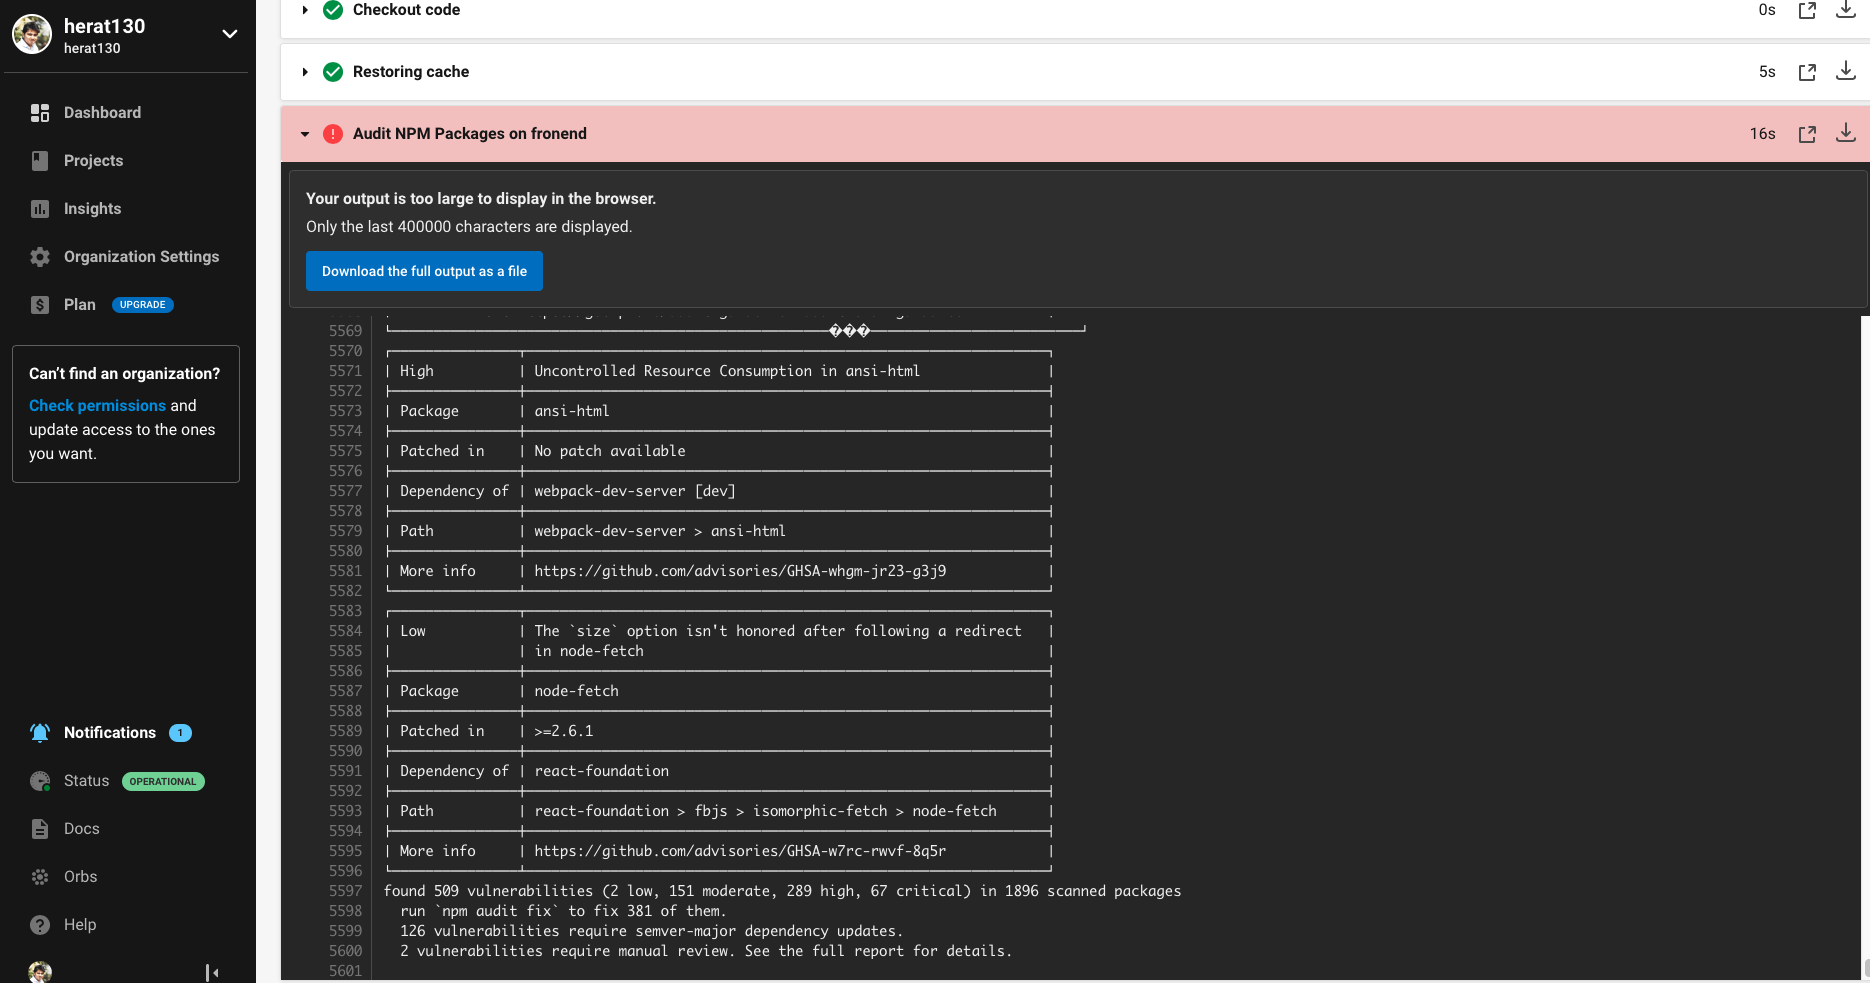 herat130
herat130
Dashboard
Projects
Insights
Organization Settings
Plan UPGRADE
Can't find an organization?
Check permissions and
update access to the ones
you want.
Notifications 1
Status OPERATIONAL
Docs
Orbs
Help
Checkout code 0s
Restoring cache 5s
! Audit NPM Packages on fronend 16s
Your output is too large to display in the browser.
Only the last 400000 characters are displayed.
Download the full output as a file
5569 ���
5570
5571 | High | Uncontrolled Resource Consumption in ansi-html |
5572
5573 | Package | ansi-html |
5574
5575 | Patched in | No patch available |
5576
5577 | Dependency of | webpack-dev-server [dev] |
5578
5579 | Path | webpack-dev-server > ansi-html |
5580
5581 | More info | https://github.com/advisories/GHSA-whgm-jr23-g3j9 |
5582
5583
5584 | Low | The `size` option isn't honored after following a redirect |
5585 | | in node-fetch |
5586
5587 | Package | node-fetch |
5588
5589 | Patched in | >=2.6.1 |
5590
5591 | Dependency of | react-foundation |
5592
5593 | Path | react-foundation > fbjs > isomorphic-fetch > node-fetch |
5594
5595 | More info | https://github.com/advisories/GHSA-w7rc-rwvf-8q5r |
5596
5597 found 509 vulnerabilities (2 low, 151 moderate, 289 high, 67 critical) in 1896 scanned packages
5598 run `npm audit fix` to fix 381 of them.
5599 126 vulnerabilities require semver-major dependency updates.
5600 2 vulnerabilities require manual review. See the full report for details.
5601